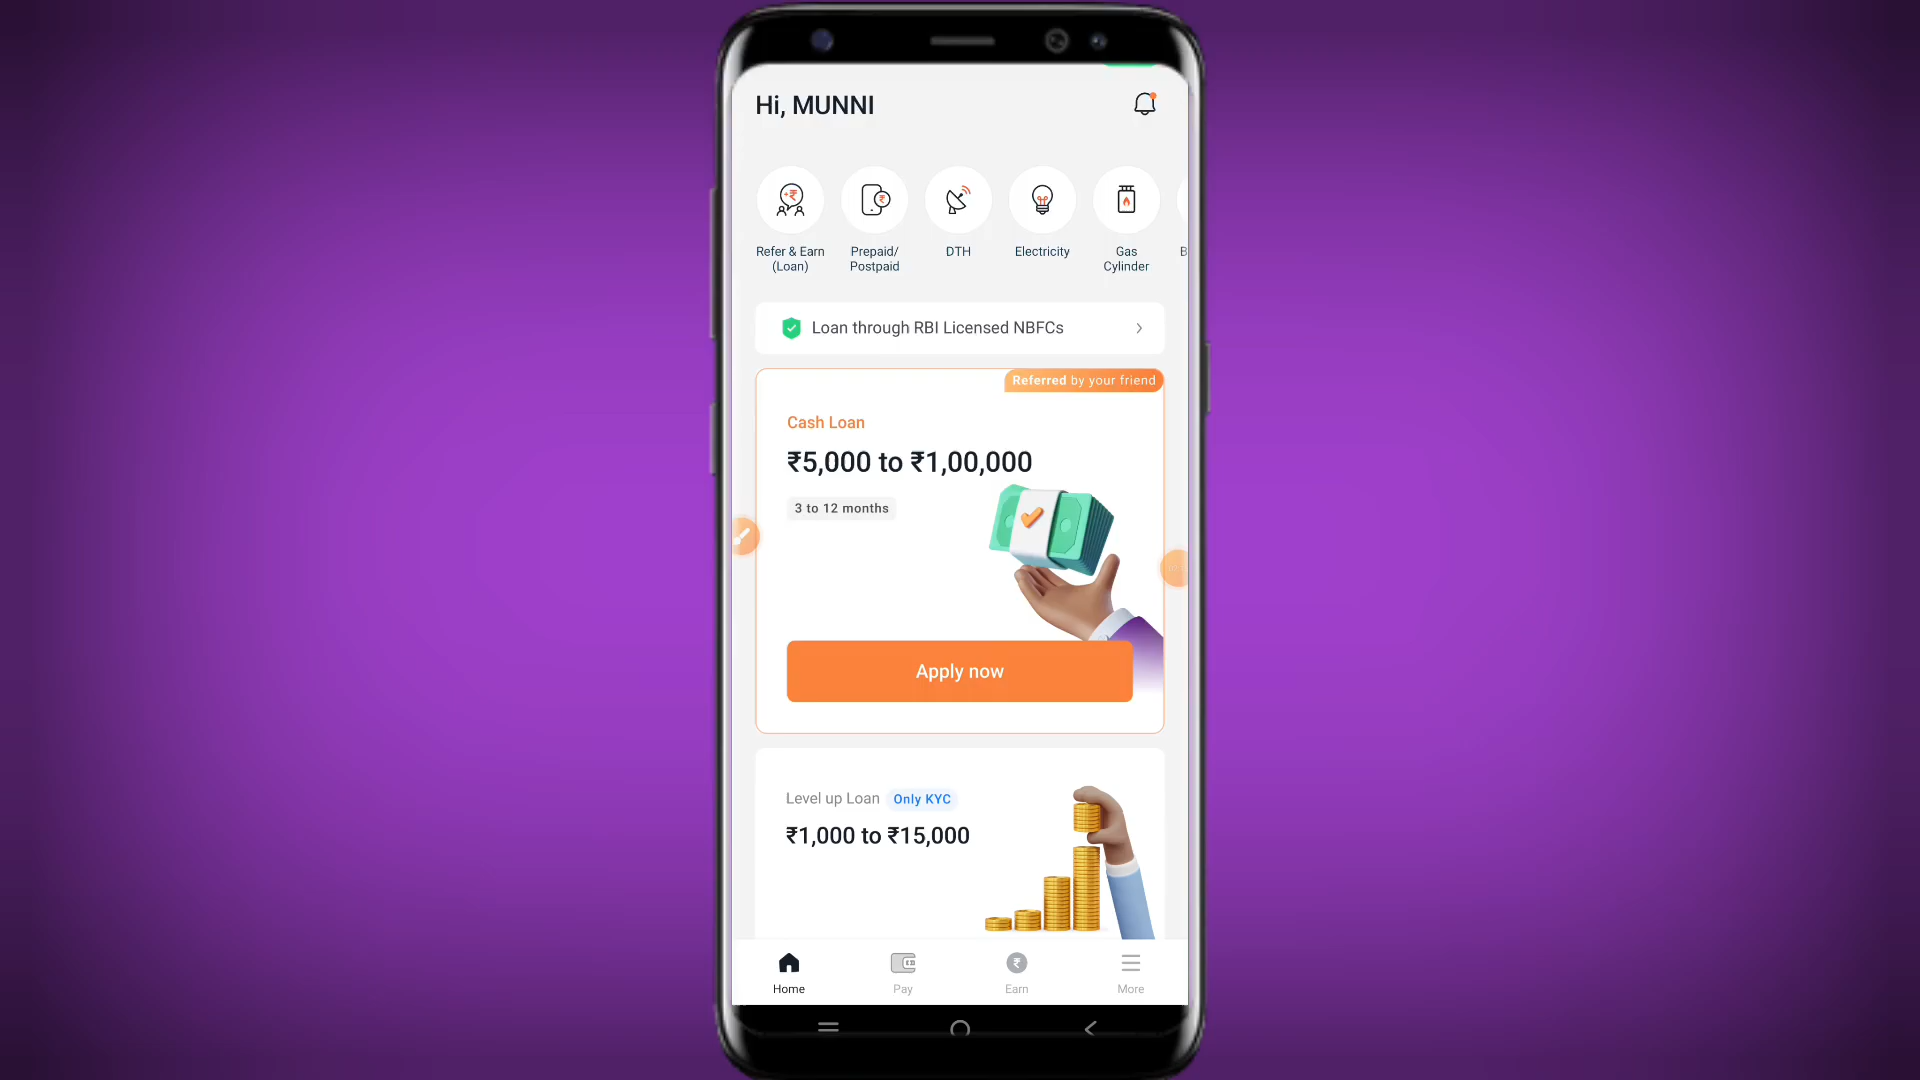 Hi, MUNNI
Refer & Earn
(Loan)
Prepaid/
Postpaid
DTH
Electricity
Gas
Cylinder
B
Loan through RBI Licensed NBFCs
Referred by your friend
Cash Loan
₹5,000 to ₹1,00,000
3 to 12 months
Apply now
Level up Loan Only KYC
₹1,000 to ₹15,000
Home
Pay
Earn
More